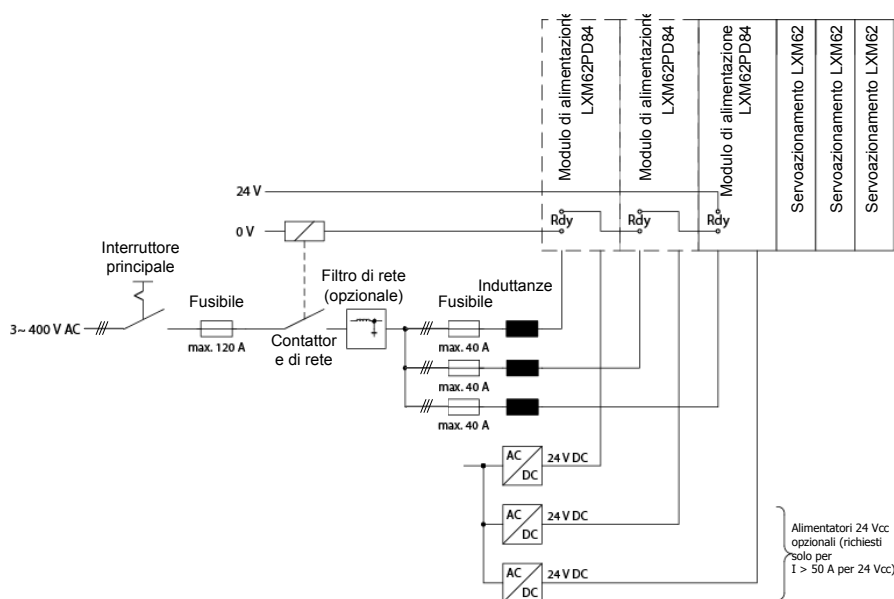 Modulo di alimentazione
LXM62PD84
Modulo di alimentazione
LXM62PD84
Modulo di alimentazione
LXM62PD84
Servoazionamento LXM62
Servoazionamento LXM62
Servoazionamento LXM62
24 V
0 V
Rdy
Rdy
Rdy
Interruttore
principale
Fusibile
Filtro di rete
(opzionale)
Fusibile
Induttanze
3~ 400 V AC
max. 120 A
Contattor
e di rete
max. 40 A
max. 40 A
max. 40 A
AC
DC
24 V DC
AC
DC
24 V DC
AC
DC
24 V DC
Alimentatori 24 Vcc
opzionali (richiesti
solo per
I > 50 A per 24 Vcc)